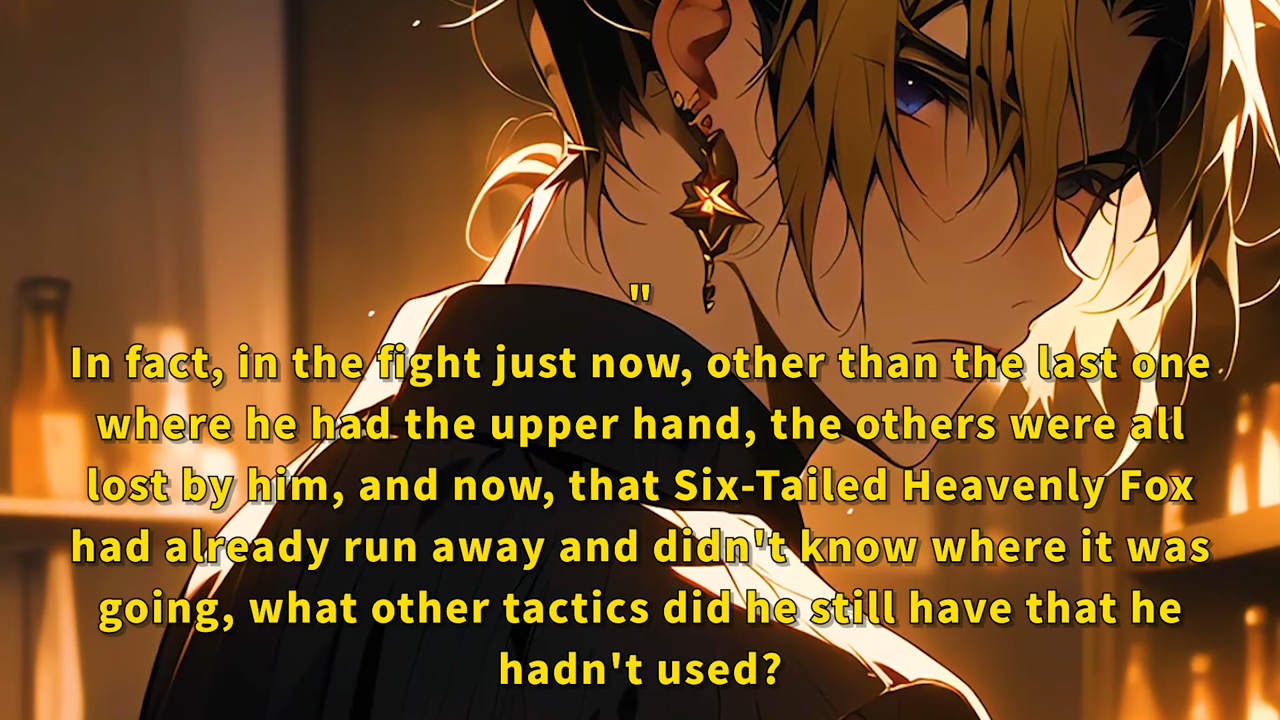 "
In fact, in the fight just now, other than the last one
where he had the upper hand, the others were all
lost by him, and now, that Six-Tailed Heavenly Fox
had already run away and didn't know where it was
going, what other tactics did he still have that he
hadn't used?